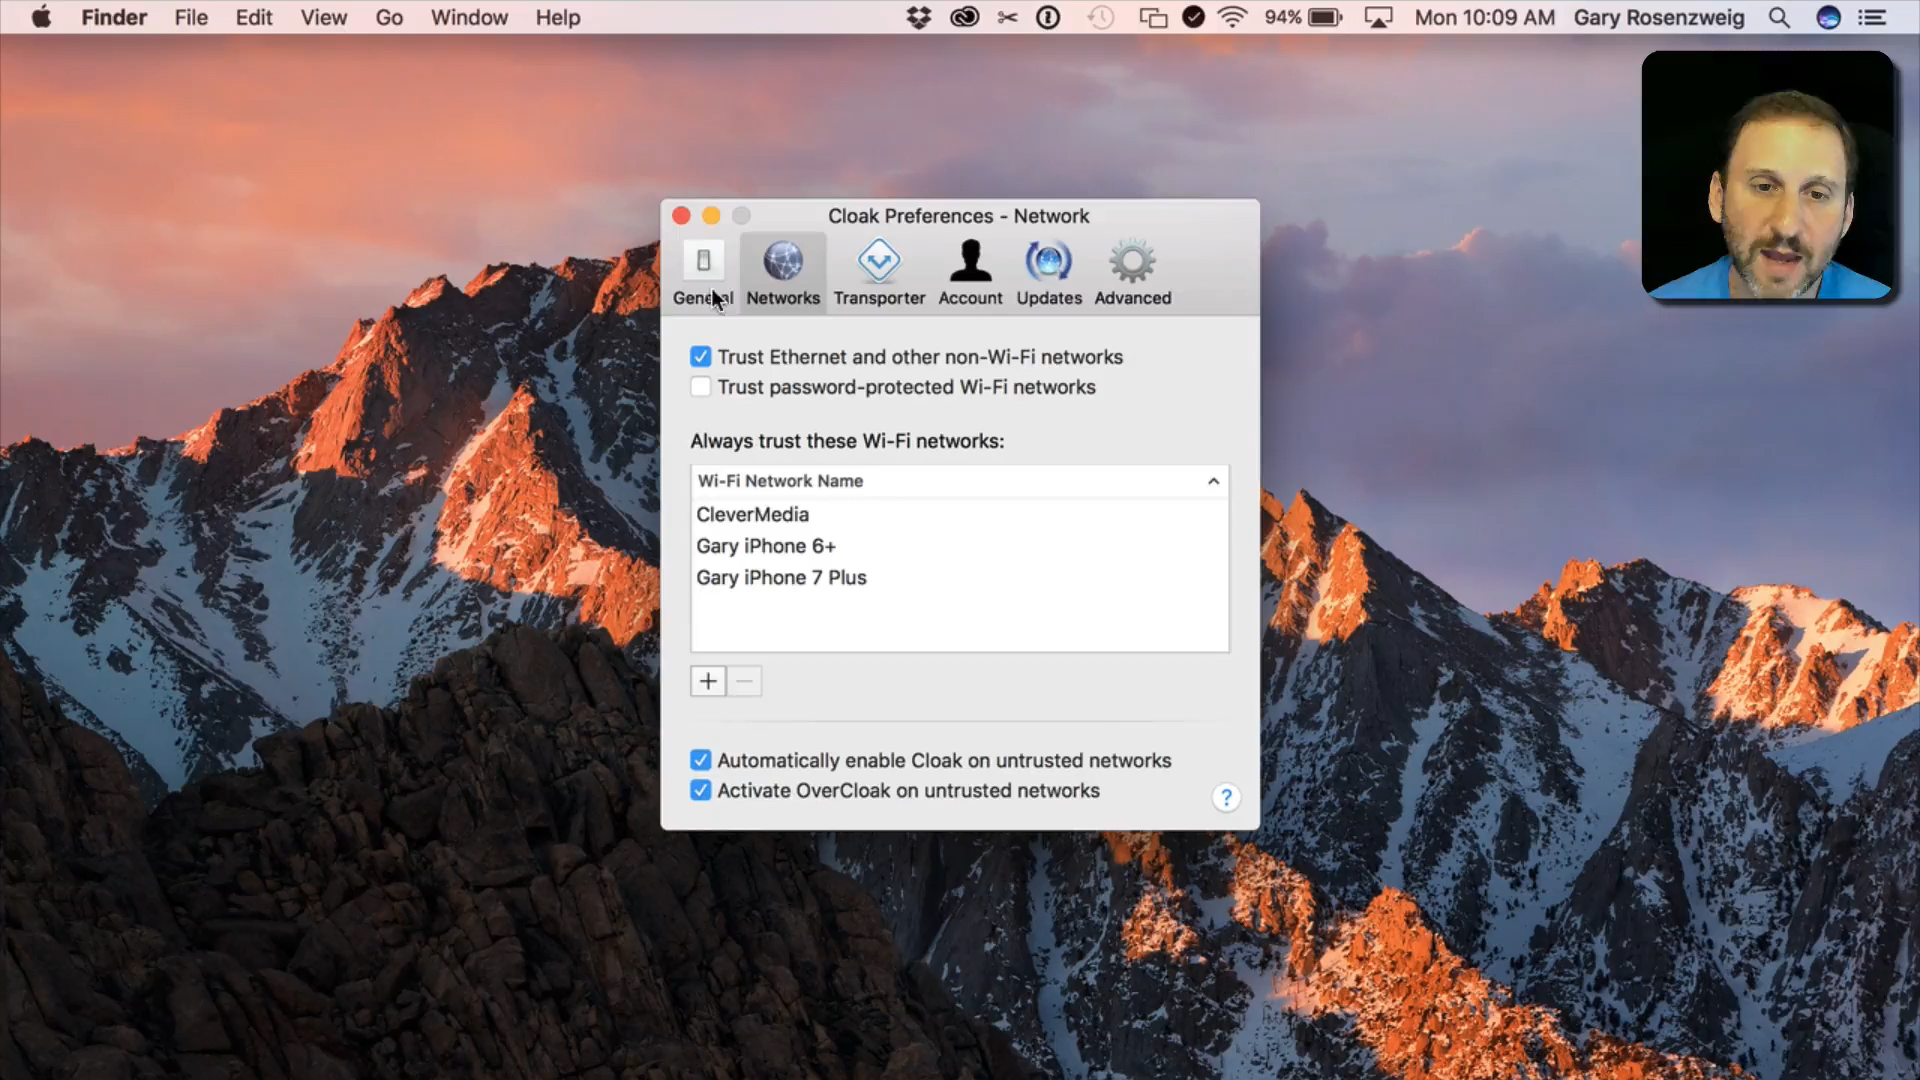 Finder File Edit View Go Window Help 94% Mon 10:09 AM Gary Rosenzweig
Cloak Preferences - Network
General Networks Transporter Account Updates Advanced
Trust Ethernet and other non-Wi-Fi networks
Trust password-protected Wi-Fi networks
Always trust these Wi-Fi networks:
Wi-Fi Network Name
CleverMedia
Gary iPhone 6+
Gary iPhone 7 Plus
+ −
Automatically enable Cloak on untrusted networks
Activate OverCloak on untrusted networks
?